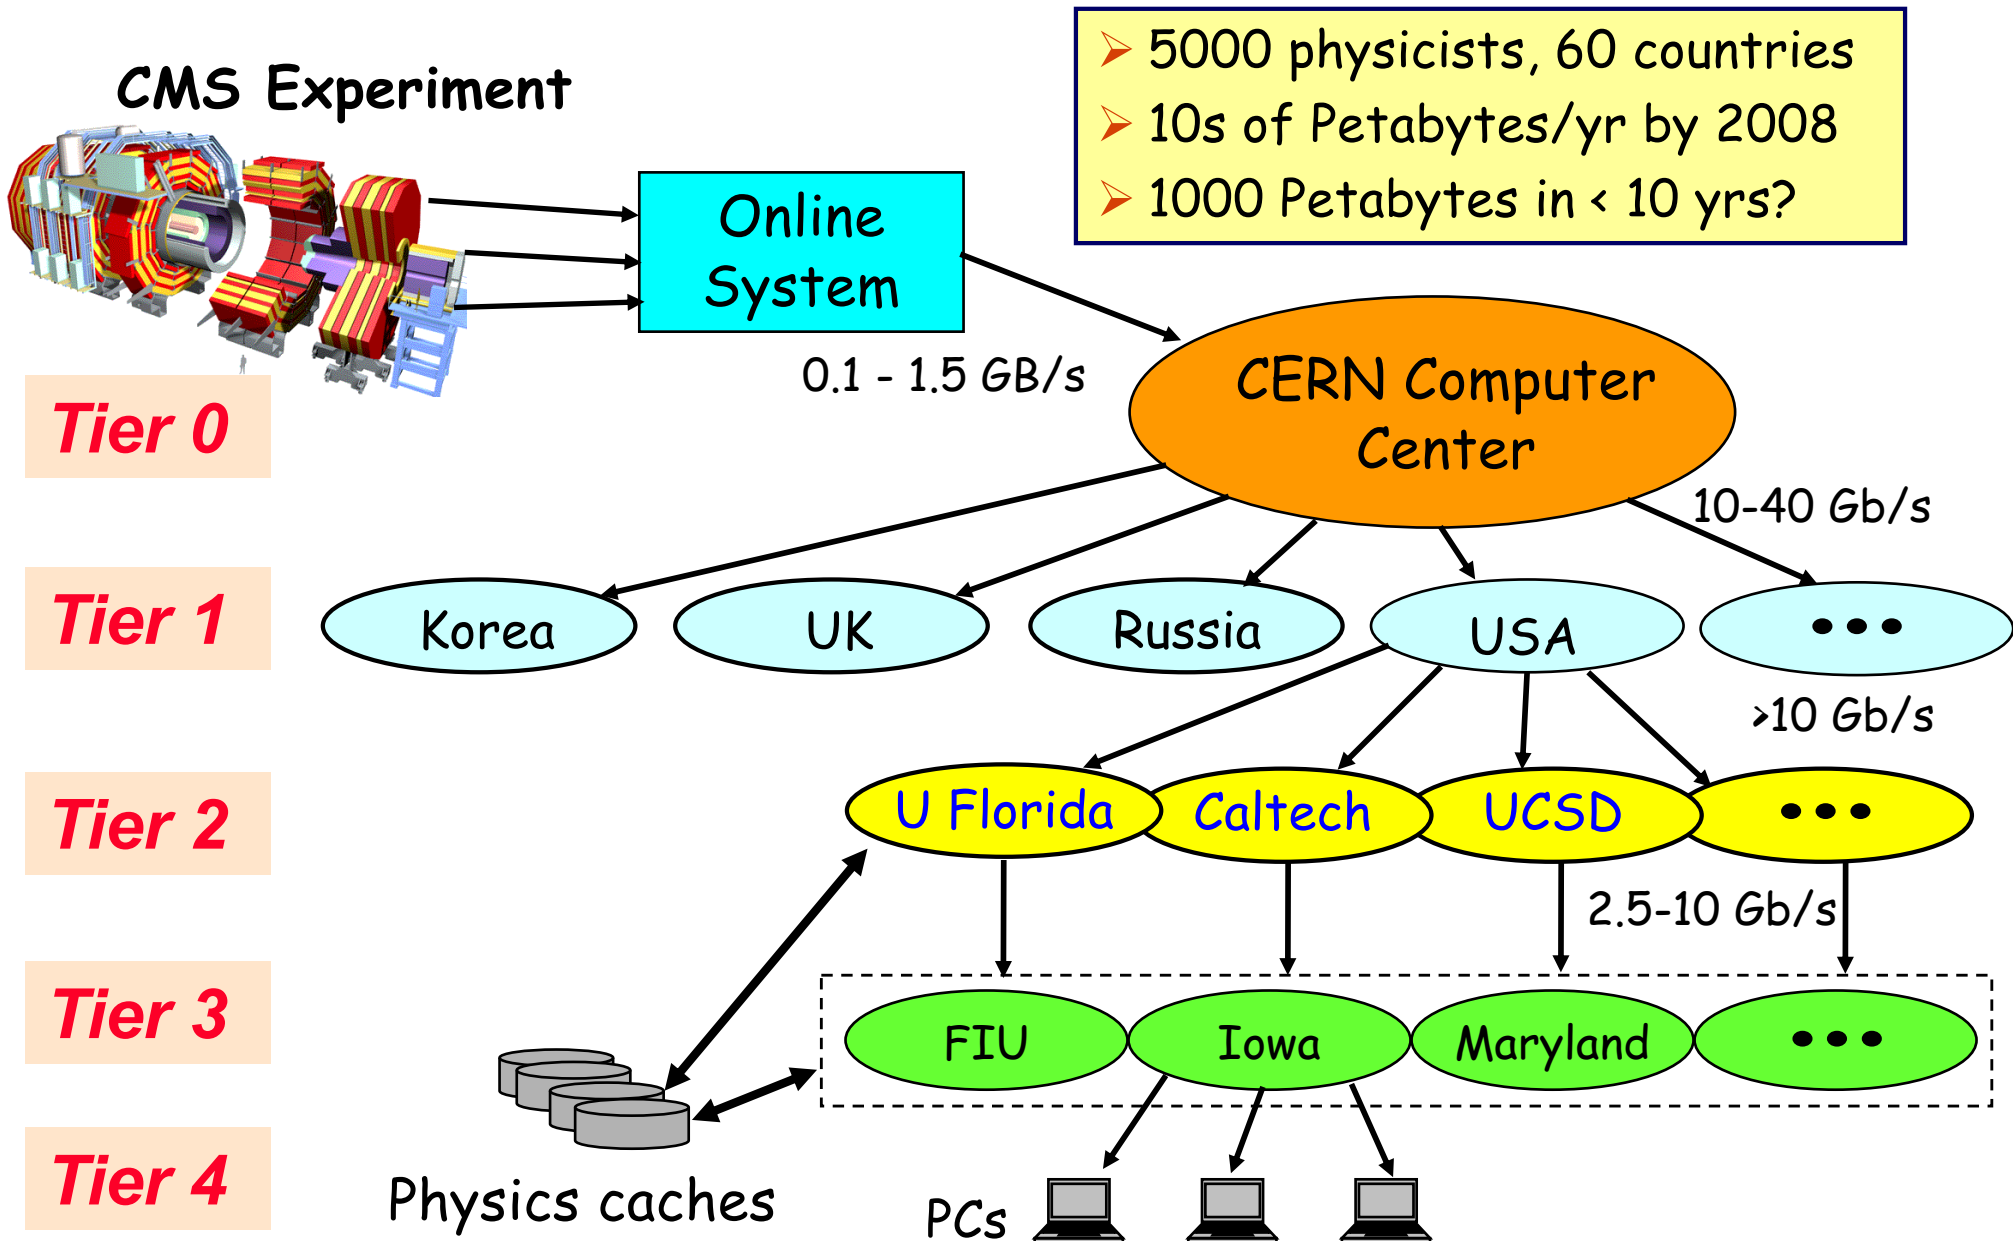 CMS Experiment
5000 physicists, 60 countries
10s of Petabytes/yr by 2008
1000 Petabytes in < 10 yrs?
Online
System
0.1 - 1.5 GB/s
CERN Computer
Center
Tier 0
10-40 Gb/s
Tier 1
Korea
UK
Russia
USA
•••
>10 Gb/s
Tier 2
U Florida
Caltech
UCSD
•••
2.5-10 Gb/s
Tier 3
FIU
Iowa
Maryland
•••
Tier 4
Physics caches
PCs